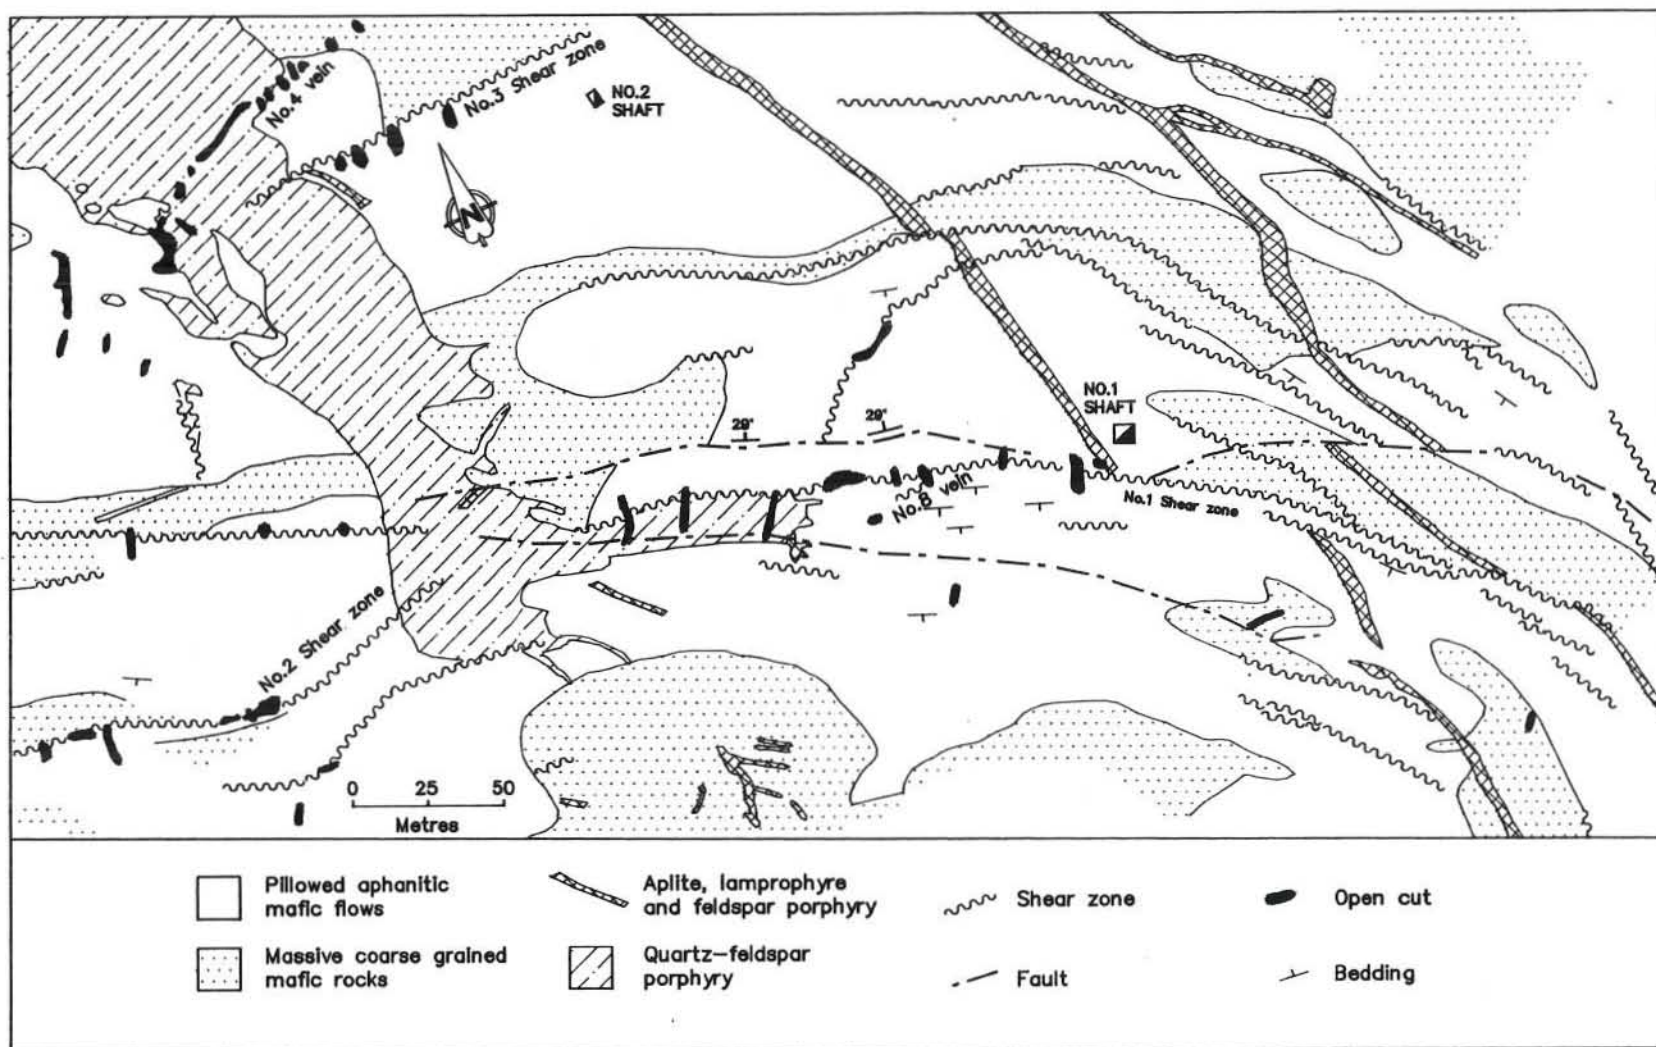 No.4 vein
No.3 Shear zone
NO.2
SHAFT
N
NO.1
SHAFT
29°
29°
No.8 vein
No.1 Shear zone
No.2 Shear zone
0 25 50
Metres
Pillowed aphanitic
mafic flows
Aplite, lamprophyre
and feldspar porphyry
Shear zone
Open cut
Massive coarse grained
mafic rocks
Quartz-feldspar
porphyry
Fault
Bedding